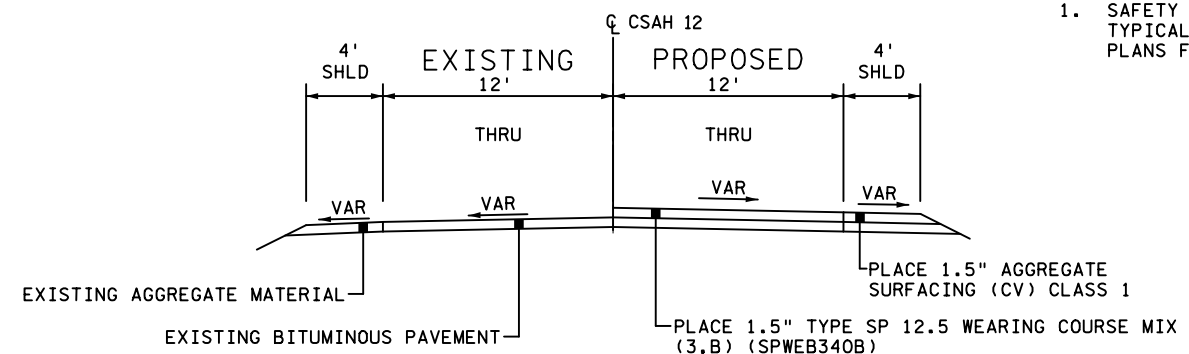 1. SAFETY
TYPICAL
PLANS F
℄ CSAH 12
4'
SHLD
EXISTING
12'
PROPOSED
12'
4'
SHLD
THRU
THRU
VAR
VAR
VAR
VAR
EXISTING AGGREGATE MATERIAL
EXISTING BITUMINOUS PAVEMENT
PLACE 1.5" AGGREGATE
SURFACING (CV) CLASS 1
PLACE 1.5" TYPE SP 12.5 WEARING COURSE MIX
(3,B) (SPWEB340B)